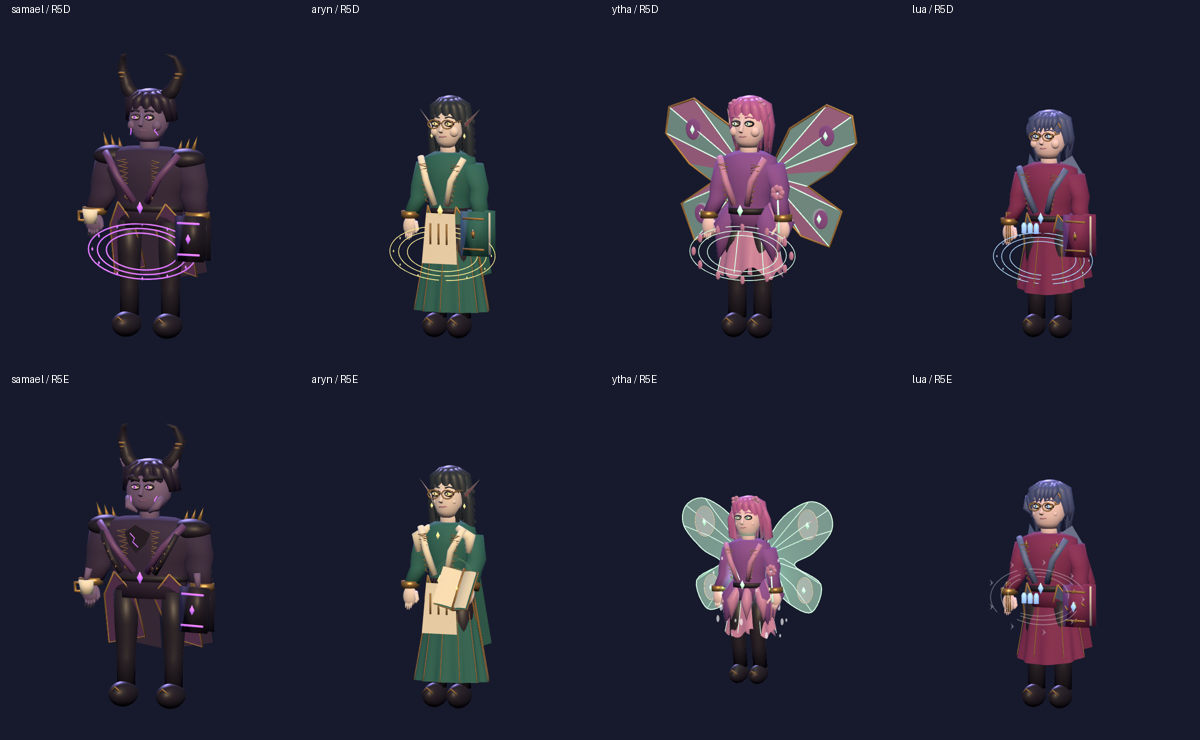 samael / R5D
aryn / R5D
ytha / R5D
lua / R5D
samael / R5E
aryn / R5E
ytha / R5E
lua / R5E